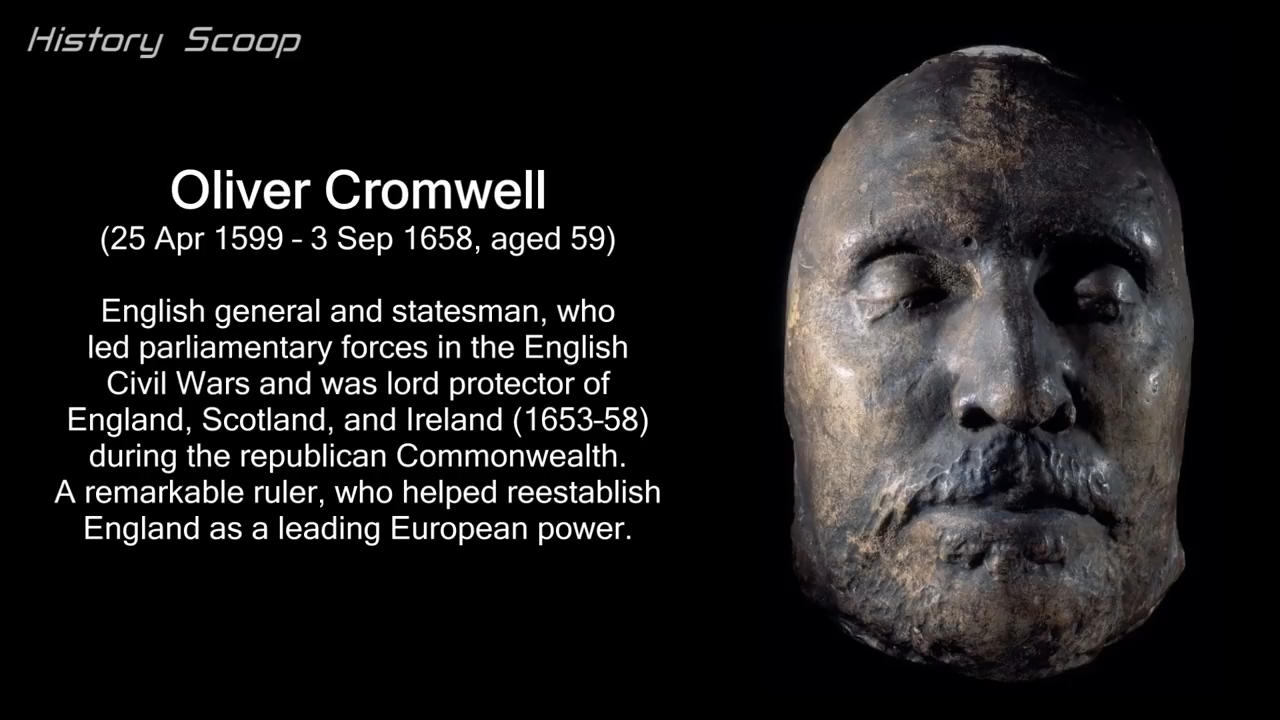 History Scoop
Oliver Cromwell
(25 Apr 1599 - 3 Sep 1658, aged 59)
English general and statesman, who
led parliamentary forces in the English
Civil Wars and was lord protector of
England, Scotland, and Ireland (1653-58)
during the republican Commonwealth.
A remarkable ruler, who helped reestablish
England as a leading European power.